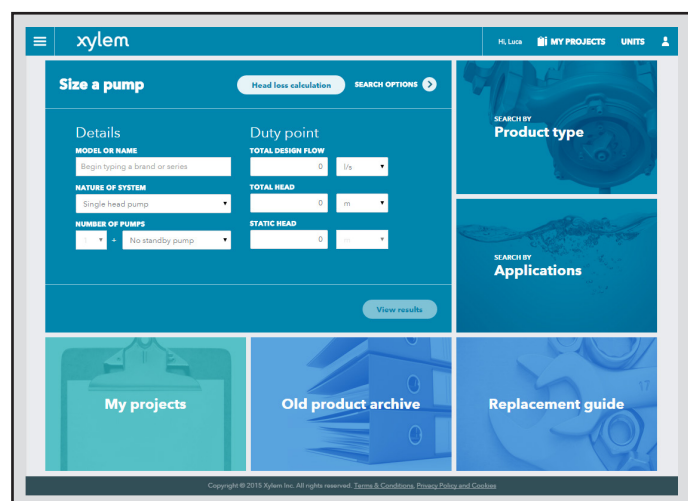 xylem
Hi, Luca MY PROJECTS UNITS
Size a pump
Head loss calculation
SEARCH OPTIONS
Details
MODEL OR NAME
Begin typing a brand or series
NATURE OF SYSTEM
Single head pump
NUMBER OF PUMPS
1 + No standby pump
Duty point
TOTAL DESIGN FLOW
0 l/s
TOTAL HEAD
0 m
STATIC HEAD
0 m
View results
SEARCH BY
Product type
SEARCH BY
Applications
My projects
Old product archive
Replacement guide
17
Copyright © 2015 Xylem Inc. All rights reserved. Terms & Conditions, Privacy Policy and Cookies